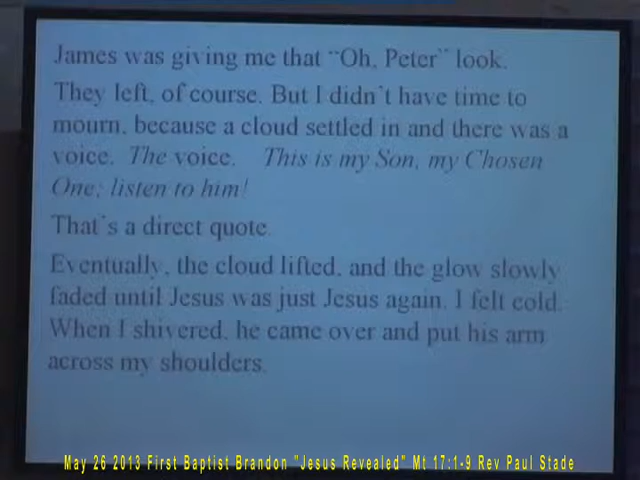 James was giving me that "Oh, Peter" look.
They left, of course. But I didn't have time to
mourn, because a cloud settled in and there was a
voice. The voice. This is my Son, my Chosen
One; listen to him!
That's a direct quote.
Eventually, the cloud lifted, and the glow slowly
faded until Jesus was just Jesus again. I felt cold.
When I shivered, he came over and put his arm
across my shoulders.
May 26 2013 First Baptist Brandon "Jesus Revealed" Mt 17:1-9 Rev Paul Stade